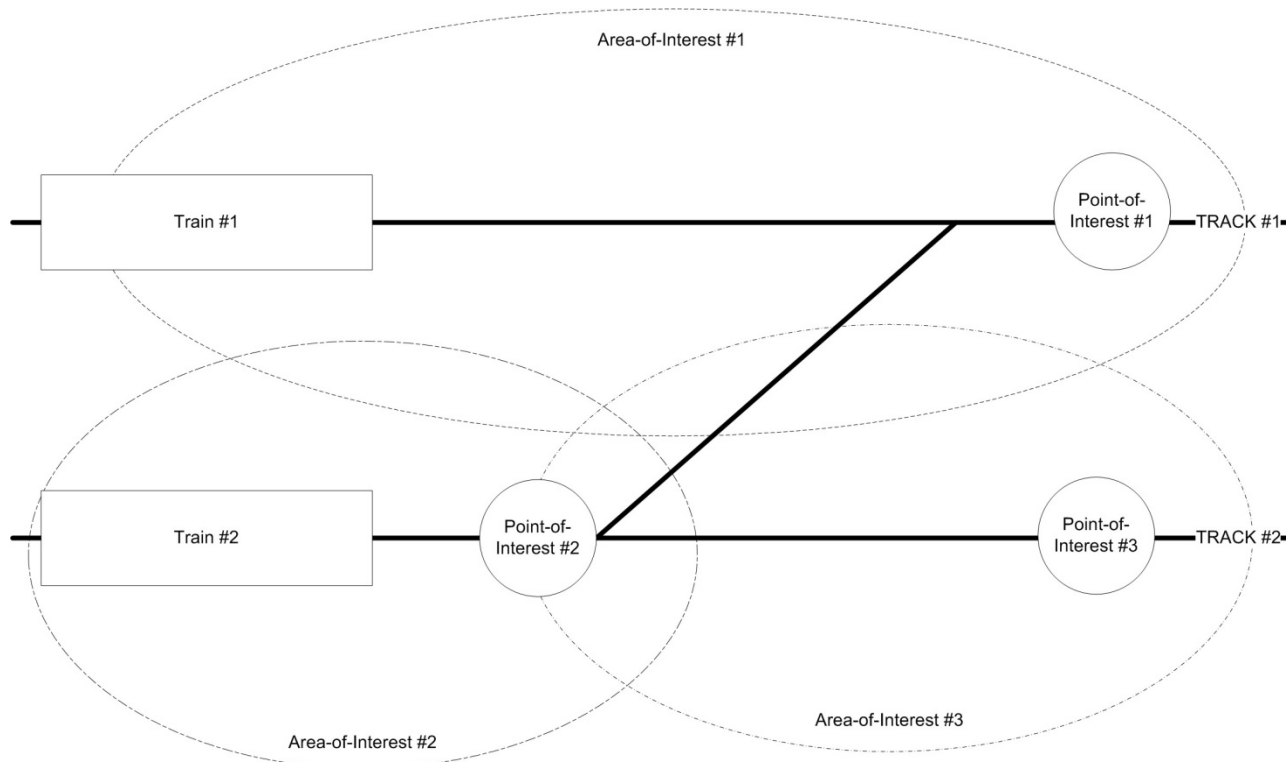 Area-of-Interest #1
Train #1
Point-of-
Interest #1
TRACK #1
Train #2
Point-of-
Interest #2
Point-of-
Interest #3
TRACK #2
Area-of-Interest #2
Area-of-Interest #3